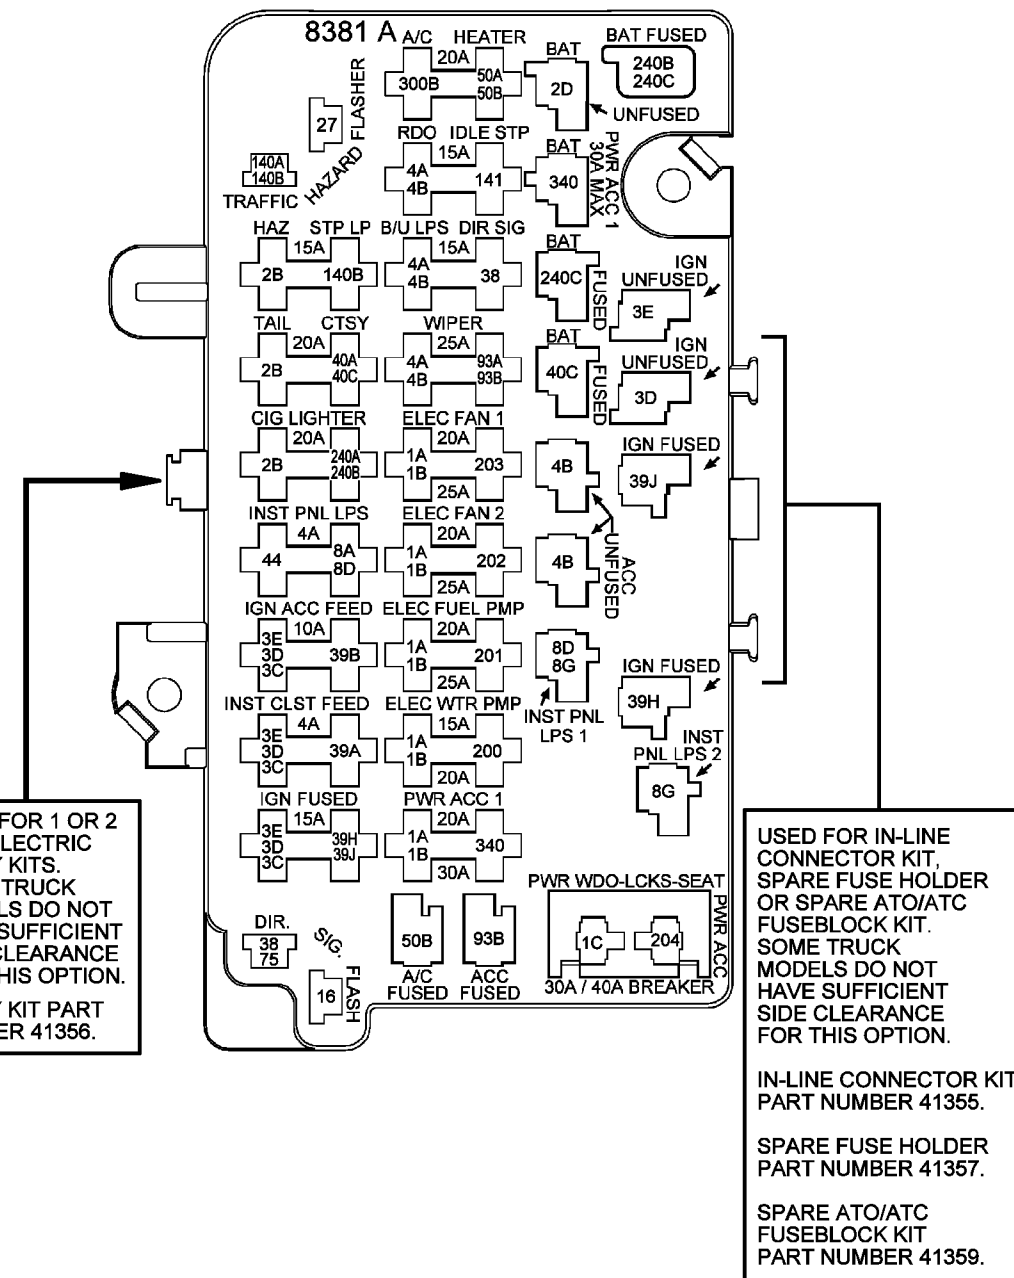 8381 A
A/C HEATER
20A
300B
50A
50B
BAT
2D
UNFUSED
BAT FUSED
240B
240C
27
HAZARD FLASHER
140A
140B
TRAFFIC
RDO IDLE STP
15A
4A
4B
141
BAT
340
PWR ACC 1
30A MAX
HAZ STP LP
15A
2B
140B
B/U LPS DIR SIG
15A
4A
4B
38
BAT
240C
FUSED
IGN
UNFUSED
3E
TAIL CTSY
20A
2B
40A
40C
WIPER
25A
4A
4B
93A
93B
BAT
40C
FUSED
IGN
UNFUSED
3D
CIG LIGHTER
20A
2B
240A
240B
ELEC FAN 1
20A
1A
1B
203
25A
4B
IGN FUSED
39J
INST PNL LPS
4A
44
8A
8D
ELEC FAN 2
20A
1A
1B
202
25A
4B
ACC
UNFUSED
IGN ACC FEED
10A
3E
3D
3C
39B
ELEC FUEL PMP
20A
1A
1B
201
25A
8D
8G
INST PNL
LPS 1
IGN FUSED
39H
INST CLST FEED
4A
3E
3D
3C
39A
ELEC WTR PMP
15A
1A
1B
200
20A
INST
PNL LPS 2
8G
IGN FUSED
15A
3E
3D
3C
39H
39J
PWR ACC 1
20A
1A
1B
340
30A
DIR.
38
75
SIG.
16
FLASH
50B
A/C
FUSED
93B
ACC
FUSED
PWR WDO-LCKS-SEAT
1C
204
PWR ACC
30A / 40A BREAKER
FOR 1 OR 2
LECTRIC
KITS.
TRUCK
LS DO NOT
SUFFICIENT
CLEARANCE
HIS OPTION.
KIT PART
ER 41356.
USED FOR IN-LINE
CONNECTOR KIT,
SPARE FUSE HOLDER
OR SPARE ATO/ATC
FUSEBLOCK KIT.
SOME TRUCK
MODELS DO NOT
HAVE SUFFICIENT
SIDE CLEARANCE
FOR THIS OPTION.
IN-LINE CONNECTOR KIT
PART NUMBER 41355.
SPARE FUSE HOLDER
PART NUMBER 41357.
SPARE ATO/ATC
FUSEBLOCK KIT
PART NUMBER 41359.